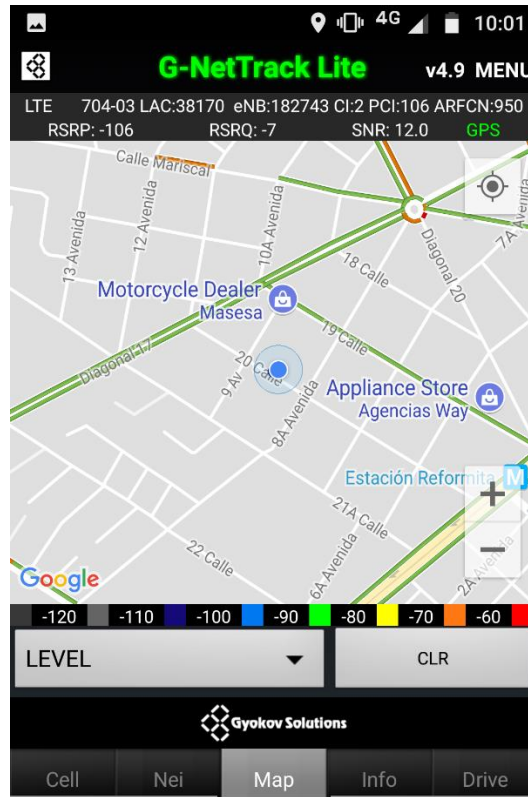 4G 10:01
G-NetTrack Lite v4.9 MENU
LTE 704-03 LAC:38170 eNB:182743 CI:2 PCI:106 ARFCN:950
RSRP: -106 RSRQ: -7 SNR: 12.0 GPS
Calle Mariscal
13 Avenida
12 Avenida
10A Avenida
7A Avenida
Diagonal 20
18 Calle
Motorcycle Dealer
Masesa
19 Calle
Diagonal 17
20 Calle
9 Av
8A Avenida
Appliance Store
Agencias Way
Estación Reformita M
21A Calle
22 Calle
6A Avenida
2A Avenida
+
−
Google
-120 -110 -100 -90 -80 -70 -60
LEVEL CLR
Gyokov Solutions
Cell Nei Map Info Drive